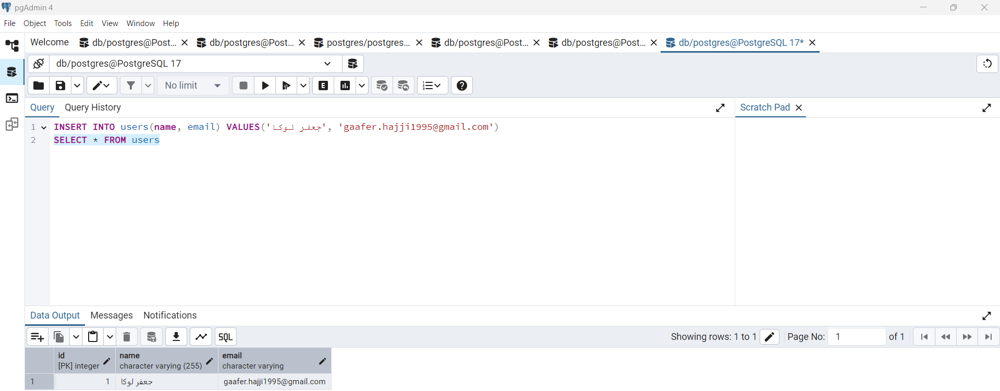 pgAdmin 4
File Object Tools Edit View Window Help
Welcome db/postgres@Post... db/postgres@Post... postgres/postgres... db/postgres@Post... db/postgres@Post... db/postgres@PostgreSQL 17*
db/postgres@PostgreSQL 17
No limit E
Query Query History Scratch Pad
1 INSERT INTO users(name, email) VALUES('جعفر لوكا', 'gaafer.hajji1995@gmail.com')
2 SELECT * FROM users
Data Output Messages Notifications
SQL Showing rows: 1 to 1 Page No: 1 of 1
id name email
[PK] integer character varying (255) character varying
1 1 جعفر لوكا gaafer.hajji1995@gmail.com